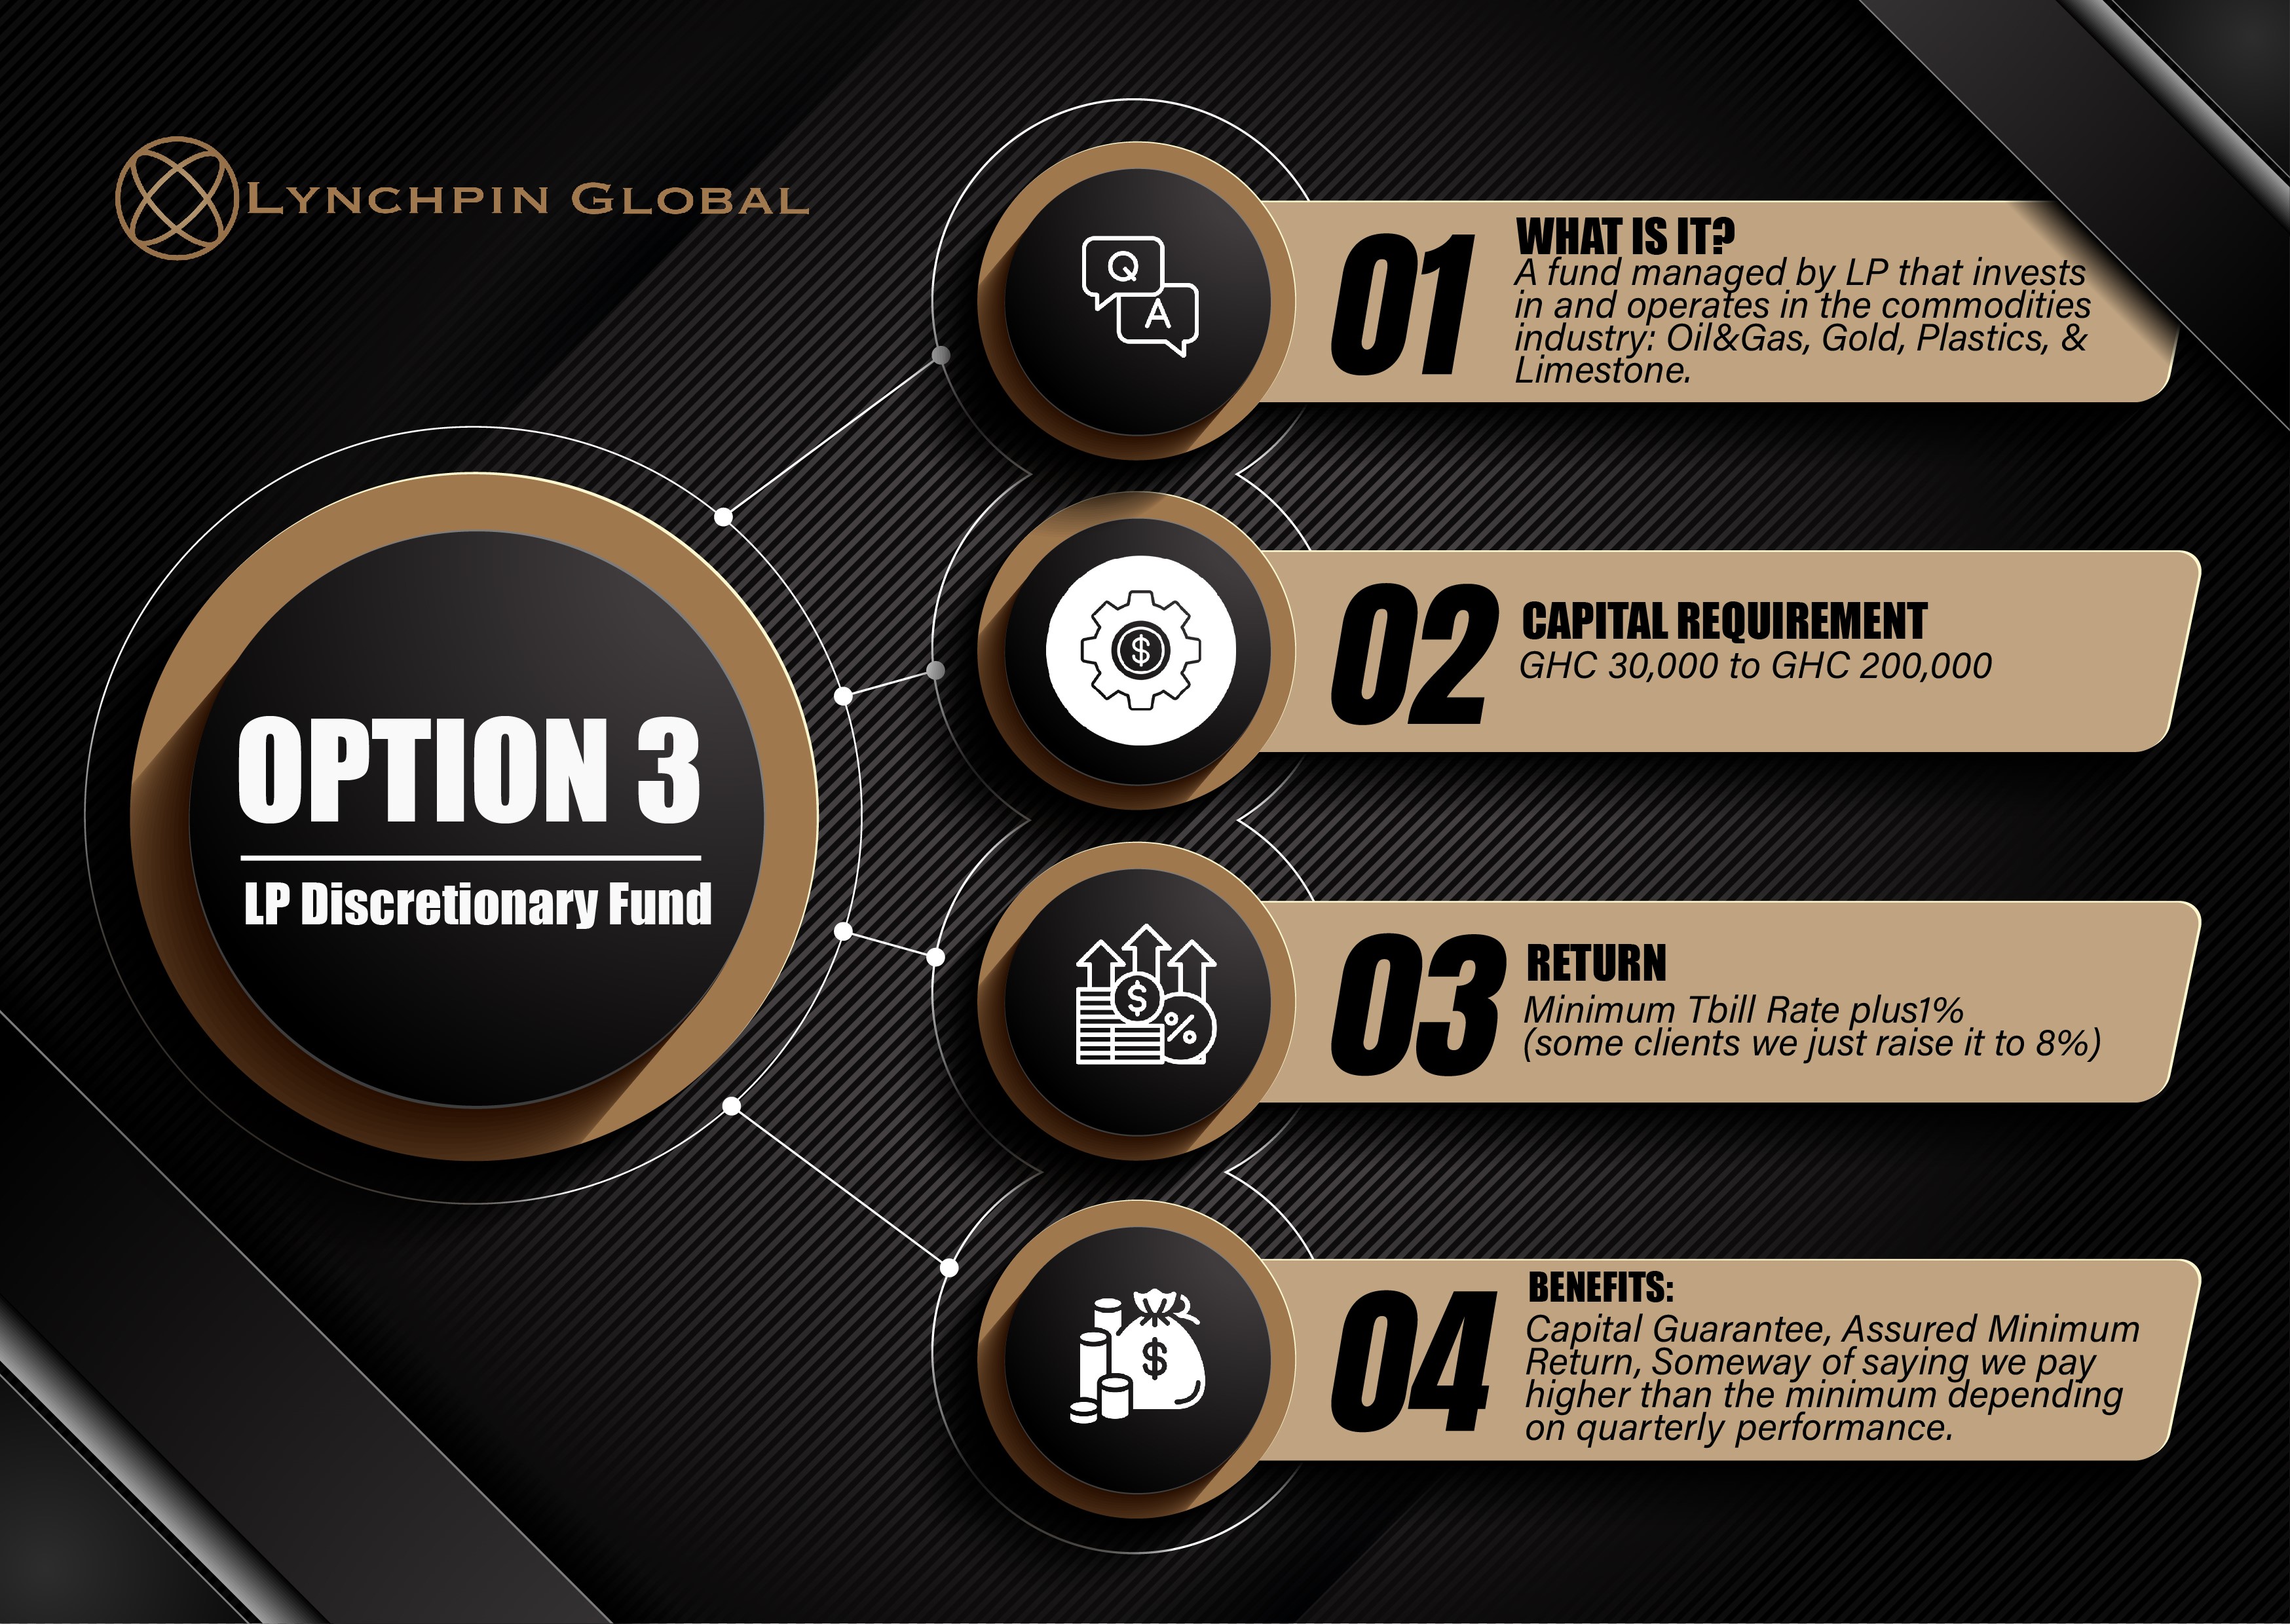 LYNCHPIN GLOBAL
OPTION 3
LP Discretionary Fund
Q
A
01
WHAT IS IT?
A fund managed by LP that invests
in and operates in the commodities
industry: Oil&Gas, Gold, Plastics, &
Limestone.
$
02
CAPITAL REQUIREMENT
GHC 30,000 to GHC 200,000
$
%
03
RETURN
Minimum Tbill Rate plus1%
(some clients we just raise it to 8%)
$
04
BENEFITS:
Capital Guarantee, Assured Minimum
Return, Someway of saying we pay
higher than the minimum depending
on quarterly performance.